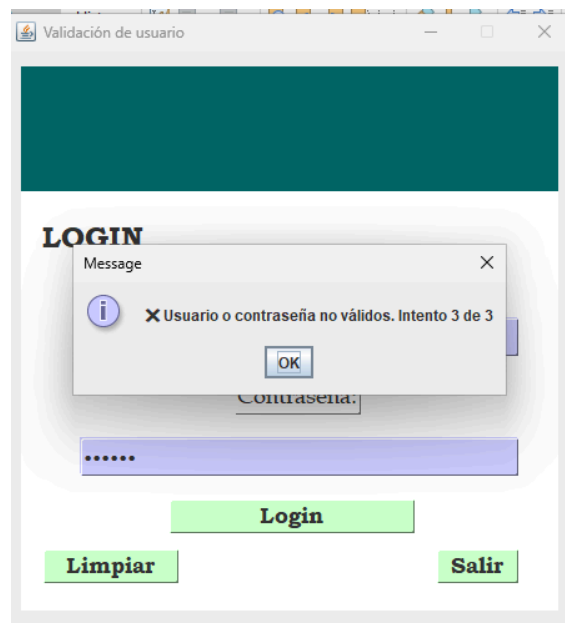 Validación de usuario
LOGIN
Message
Usuario o contraseña no válidos. Intento 3 de 3
OK
Contraseña:
••••••
Login
Limpiar
Salir